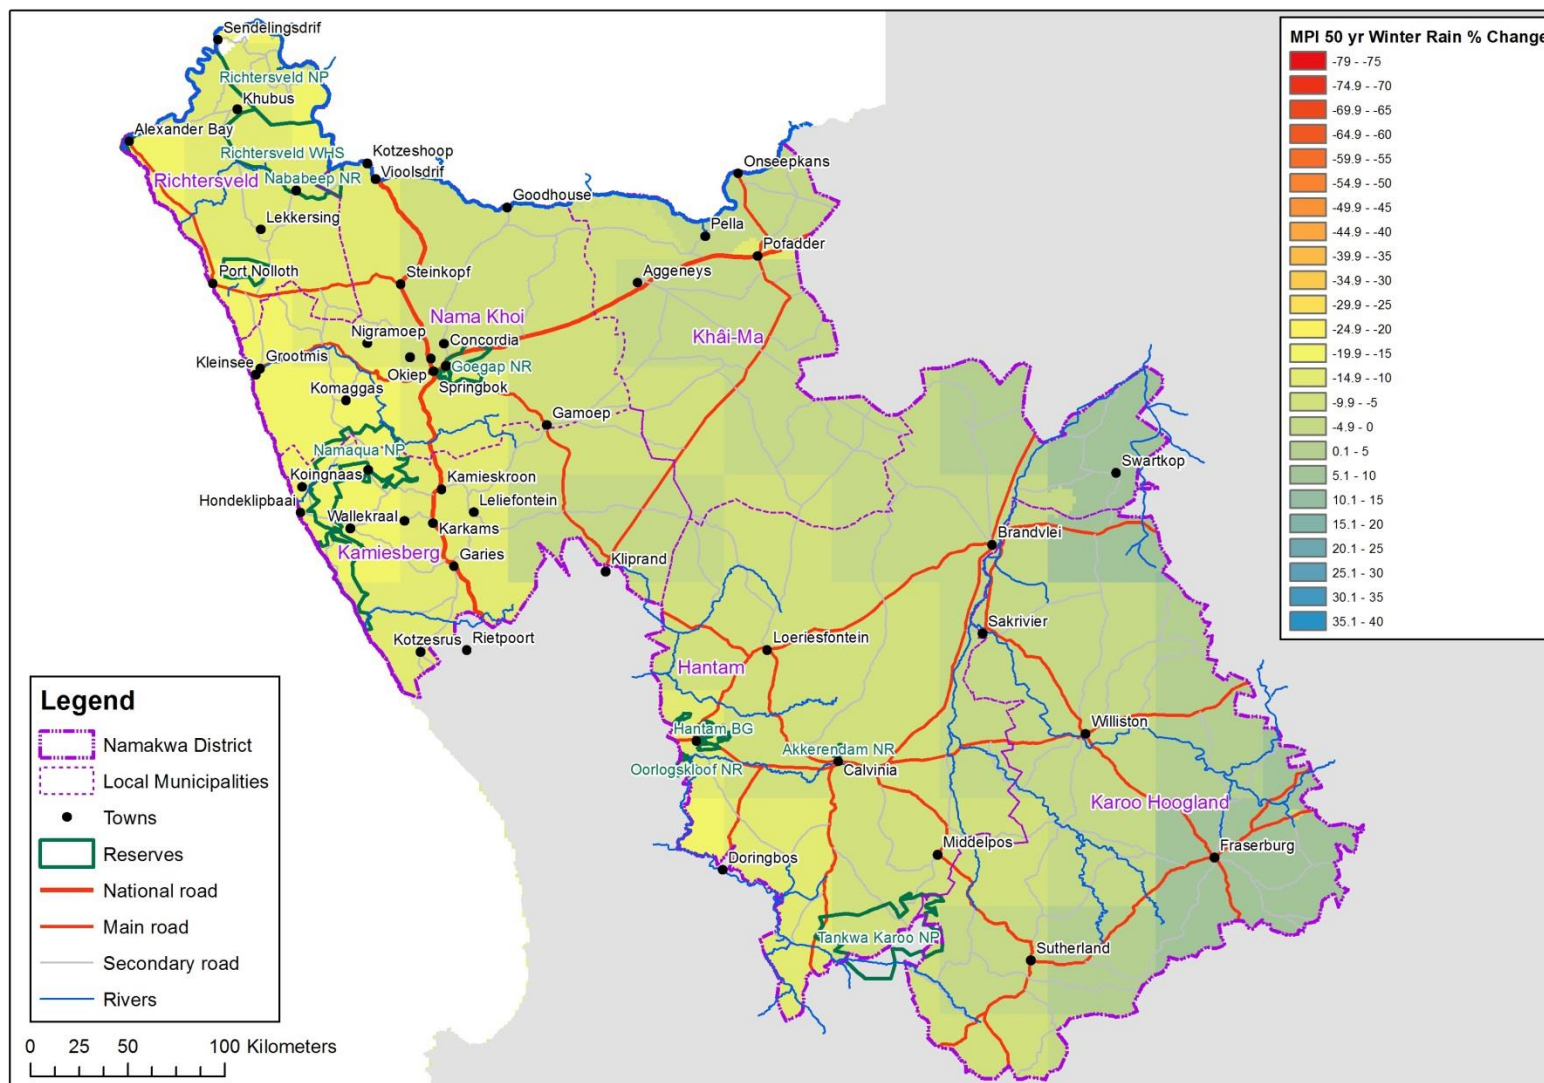 Sendelingsdrif
Richtersveld NP
Khubus
Alexander Bay
Richtersveld WHS
Kotzeshoop
Vioolsdrif
Richtersveld
Nababeep NR
Onseepkans
Goodhouse
Lekkersing
Pella
Pofadder
Port Nolloth
Steinkopf
Aggeneys
Nama Khoi
Khâi-Ma
Nigramoep
Concordia
Kleinsee
Grootmis
Okiep
Goegap NR
Springbok
Komaggas
Gamoep
Namaqua NP
Koingnaas
Kamieskroon
Swartkop
Hondeklipbaai
Wallekraal
Leliefontein
Karkams
Brandvlei
Kamiesberg
Garies
Kliprand
Sakrivier
Kotzesrus
Rietpoort
Loeriesfontein
Hantam
Hantam BG
Williston
Akkerendam NR
Oorlogskloof NR
Calvinia
Karoo Hoogland
Middelpos
Doringbos
Fraserburg
Tankwa Karoo NP
Sutherland
MPI 50 yr Winter Rain % Change
-79 - -75
-74.9 - -70
-69.9 - -65
-64.9 - -60
-59.9 - -55
-54.9 - -50
-49.9 - -45
-44.9 - -40
-39.9 - -35
-34.9 - -30
-29.9 - -25
-24.9 - -20
-19.9 - -15
-14.9 - -10
-9.9 - -5
-4.9 - 0
0.1 - 5
5.1 - 10
10.1 - 15
15.1 - 20
20.1 - 25
25.1 - 30
30.1 - 35
35.1 - 40
Legend
Namakwa District
Local Municipalities
Towns
Reserves
National road
Main road
Secondary road
Rivers
0 25 50 100 Kilometers